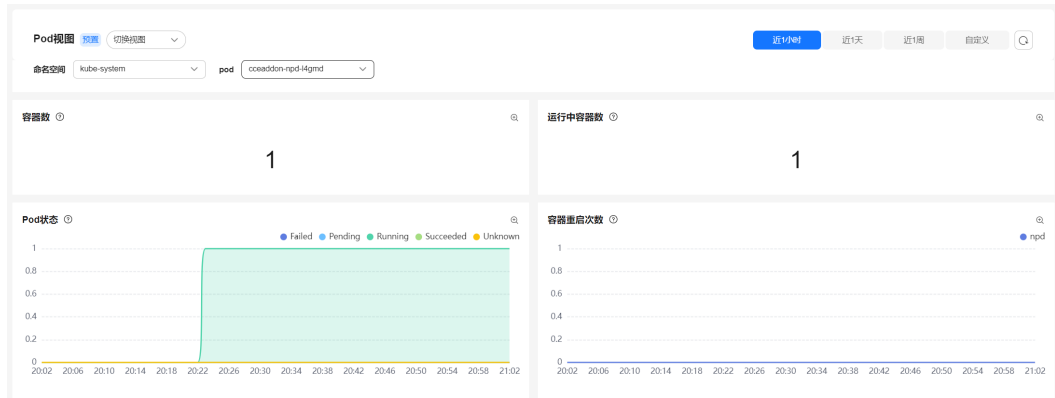 Pod视图 预置 切换视图 近1小时 近1天 近1周 自定义
命名空间 kube-system pod cceaddon-npd-l4gmd
容器数
1
运行中容器数
1
Pod状态
Failed Pending Running Succeeded Unknown
1
0.8
0.6
0.4
0.2
0
20:02 20:06 20:10 20:14 20:18 20:22 20:26 20:30 20:34 20:38 20:42 20:46 20:50 20:54 20:58 21:02
容器重启次数
npd
1
0.8
0.6
0.4
0.2
0
20:02 20:06 20:10 20:14 20:18 20:22 20:26 20:30 20:34 20:38 20:42 20:46 20:50 20:54 20:58 21:02